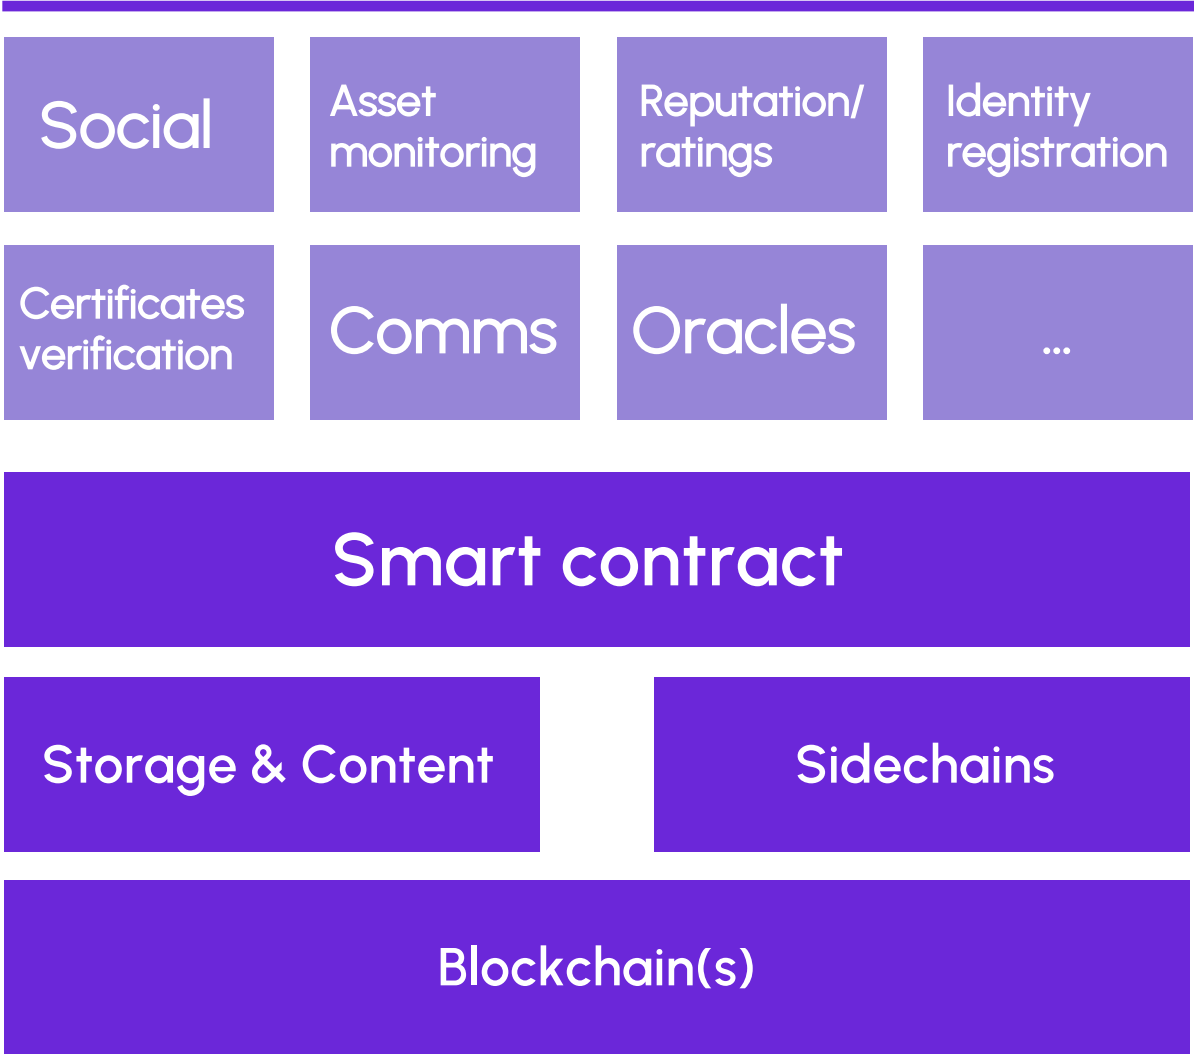 Social
Asset
monitoring
Reputation/
ratings
Identity
registration
Certificates
verification
Comms
Oracles
...
Smart contract
Storage & Content
Sidechains
Blockchain(s)